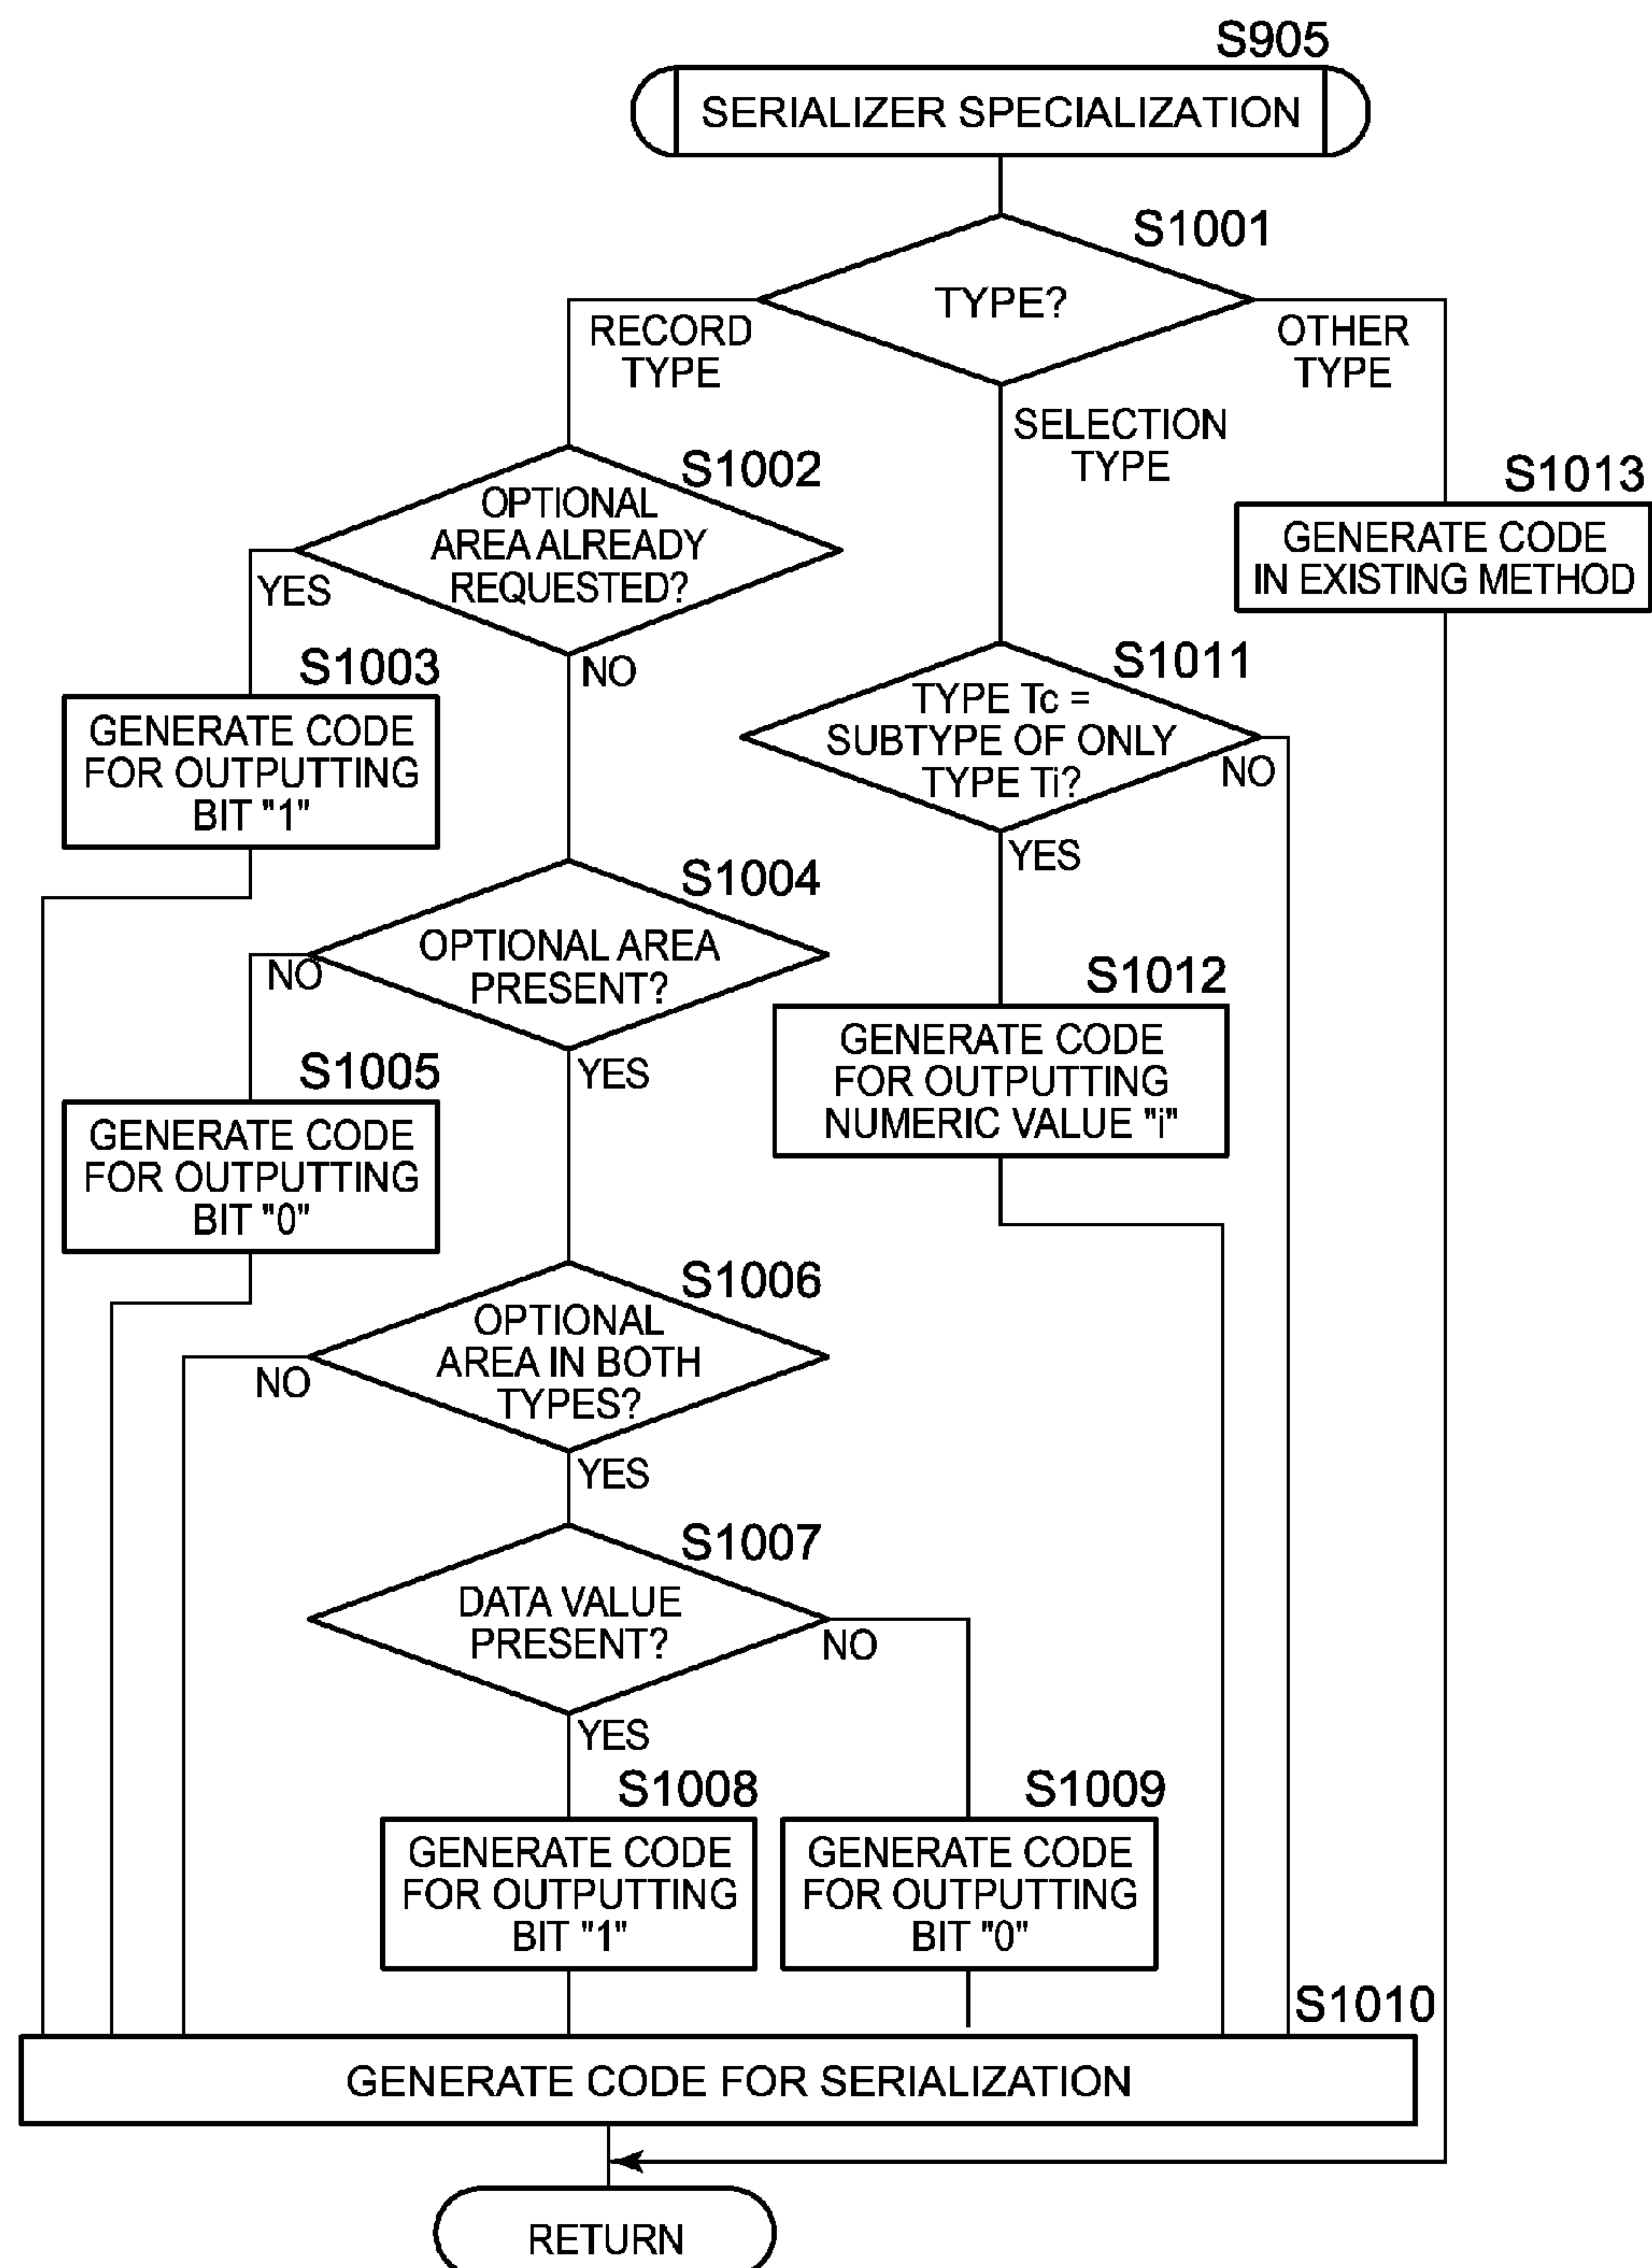 S905
SERIALIZER SPECIALIZATION
S1001
TYPE?
RECORD
TYPE
OTHER
TYPE
SELECTION
TYPE
S1002
OPTIONAL
AREA ALREADY
REQUESTED?
YES
NO
S1013
GENERATE CODE
IN EXISTING METHOD
S1003
GENERATE CODE
FOR OUTPUTTING
BIT "1"
S1011
TYPE Tc =
SUBTYPE OF ONLY
TYPE Ti?
NO
YES
S1004
OPTIONAL AREA
PRESENT?
NO
YES
S1012
GENERATE CODE
FOR OUTPUTTING
NUMERIC VALUE "i"
S1005
GENERATE CODE
FOR OUTPUTTING
BIT "0"
S1006
OPTIONAL
AREA IN BOTH
TYPES?
NO
YES
S1007
DATA VALUE
PRESENT?
NO
YES
S1008
GENERATE CODE
FOR OUTPUTTING
BIT "1"
S1009
GENERATE CODE
FOR OUTPUTTING
BIT "0"
S1010
GENERATE CODE FOR SERIALIZATION
RETURN